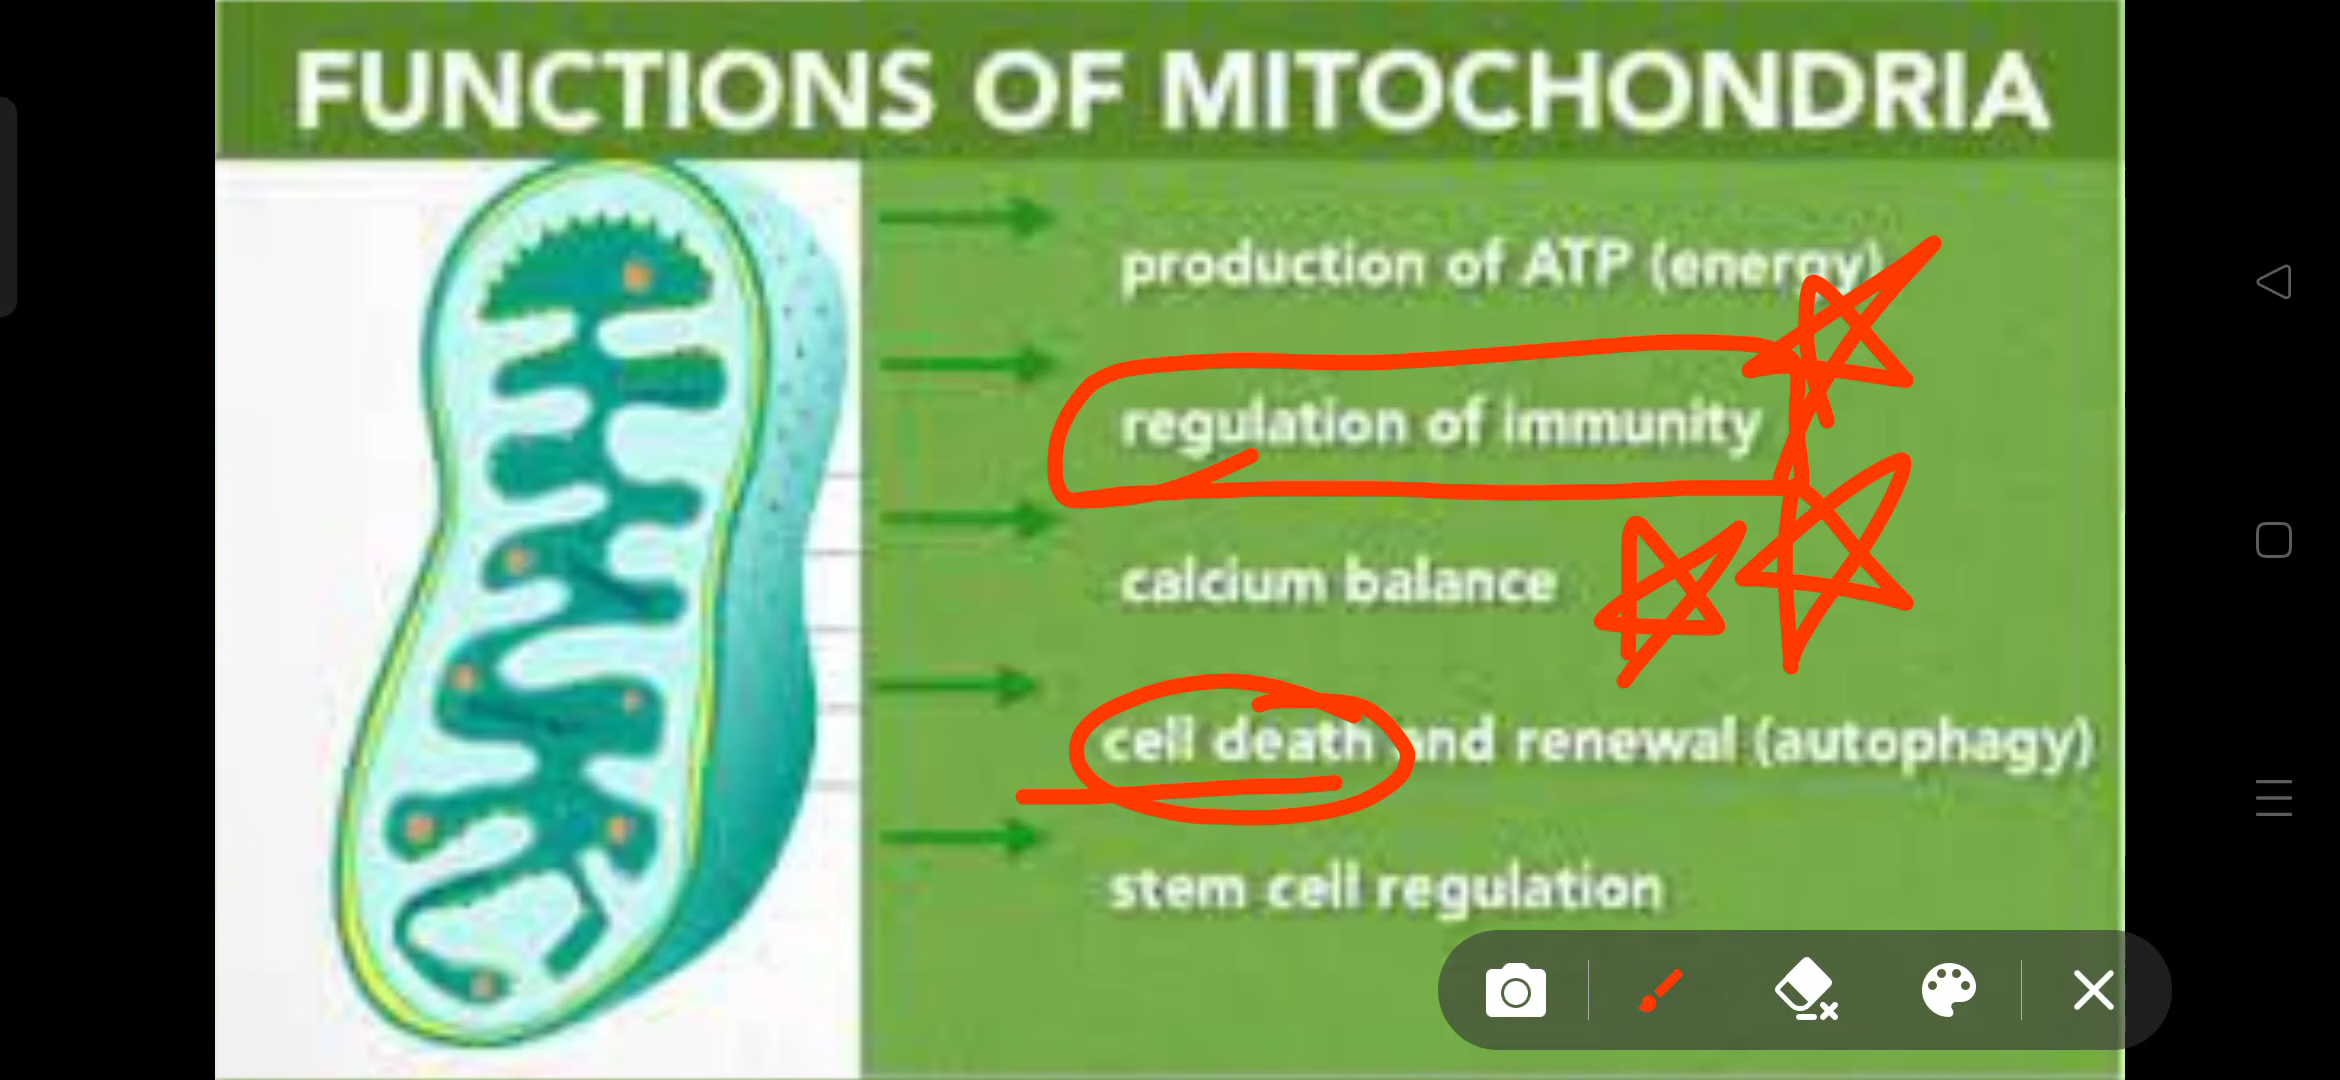 FUNCTIONS OF MITOCHONDRIA
production of ATP (energy)
regulation of immunity
calcium balance
cell death and renewal (autophagy)
stem cell regulation